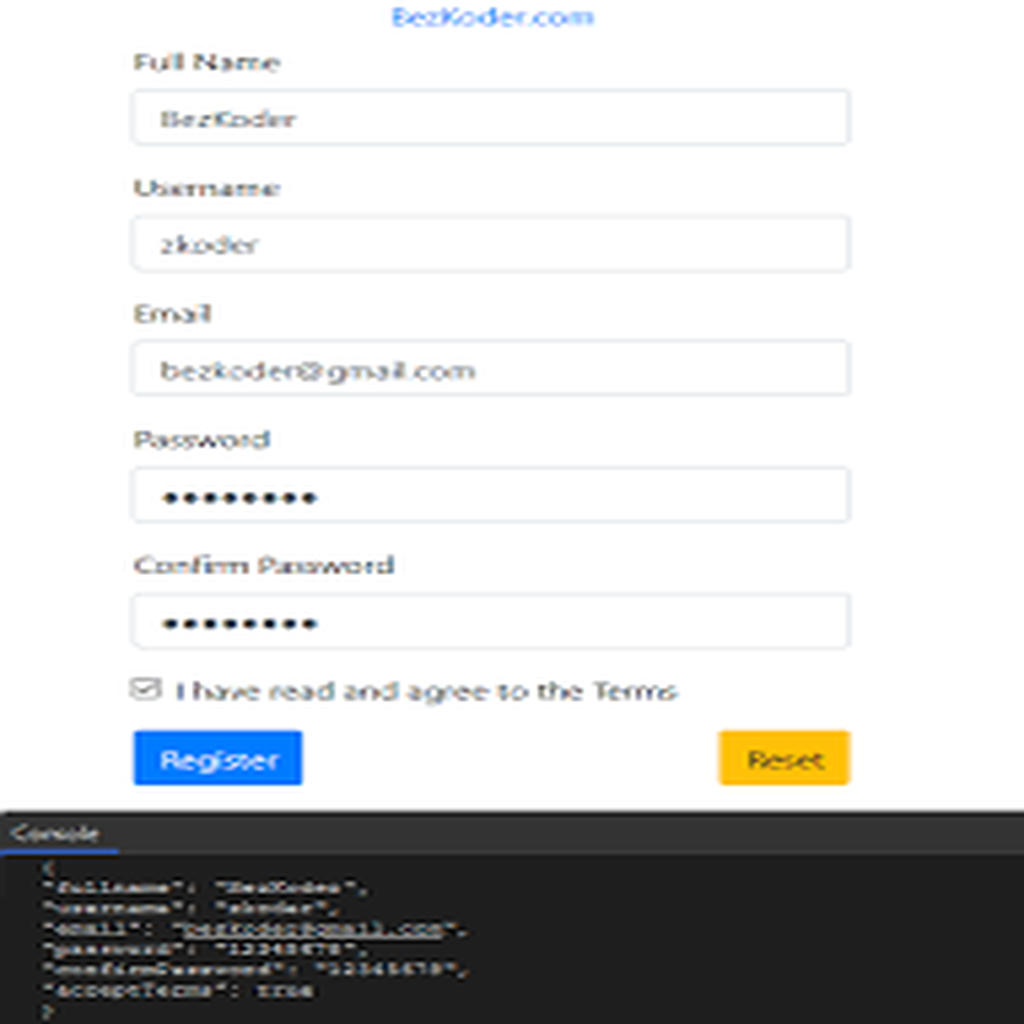 BezKoder.com
Full Name
BezKoder
Username
zkoder
Email
bezkoder@gmail.com
Password
••••••••
Confirm Password
••••••••
I have read and agree to the Terms
Register Reset
Console
{
"fullname": "BezKoder",
"username": "zkoder",
"email": "bezkoder@gmail.com",
"password": "12345678",
"confirmPassword": "12345678",
"acceptTerms": true
}